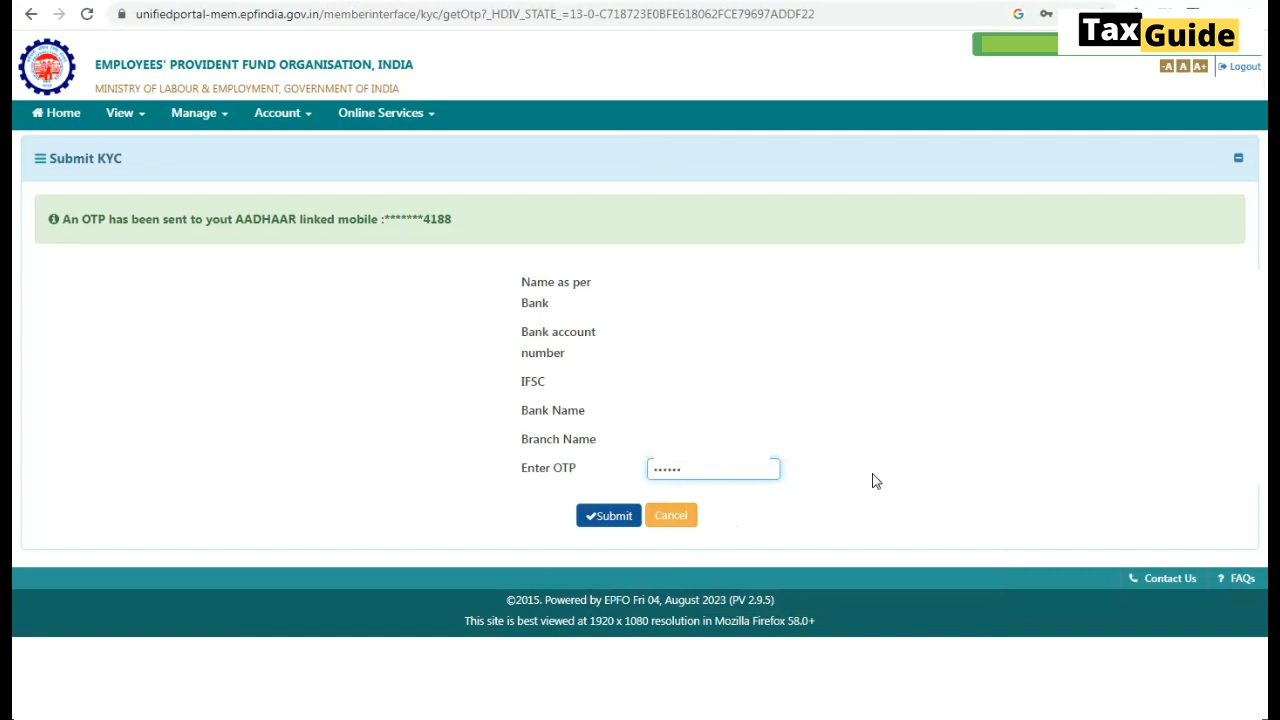 unifiedportal-mem.epfindia.gov.in/memberinterface/kyc/getOtp?_HDIV_STATE_=13-0-C718723E0BFE618062FCE79697ADDF22
Tax Guide
EMPLOYEES' PROVIDENT FUND ORGANISATION, INDIA
-A A A+ Logout
MINISTRY OF LABOUR & EMPLOYMENT, GOVERNMENT OF INDIA
Home View Manage Account Online Services
Submit KYC
An OTP has been sent to yout AADHAAR linked mobile :*******4188
Name as per
Bank
Bank account
number
IFSC
Bank Name
Branch Name
Enter OTP ••••••
Submit Cancel
Contact Us ? FAQs
©2015. Powered by EPFO Fri 04, August 2023 (PV 2.9.5)
This site is best viewed at 1920 x 1080 resolution in Mozilla Firefox 58.0+